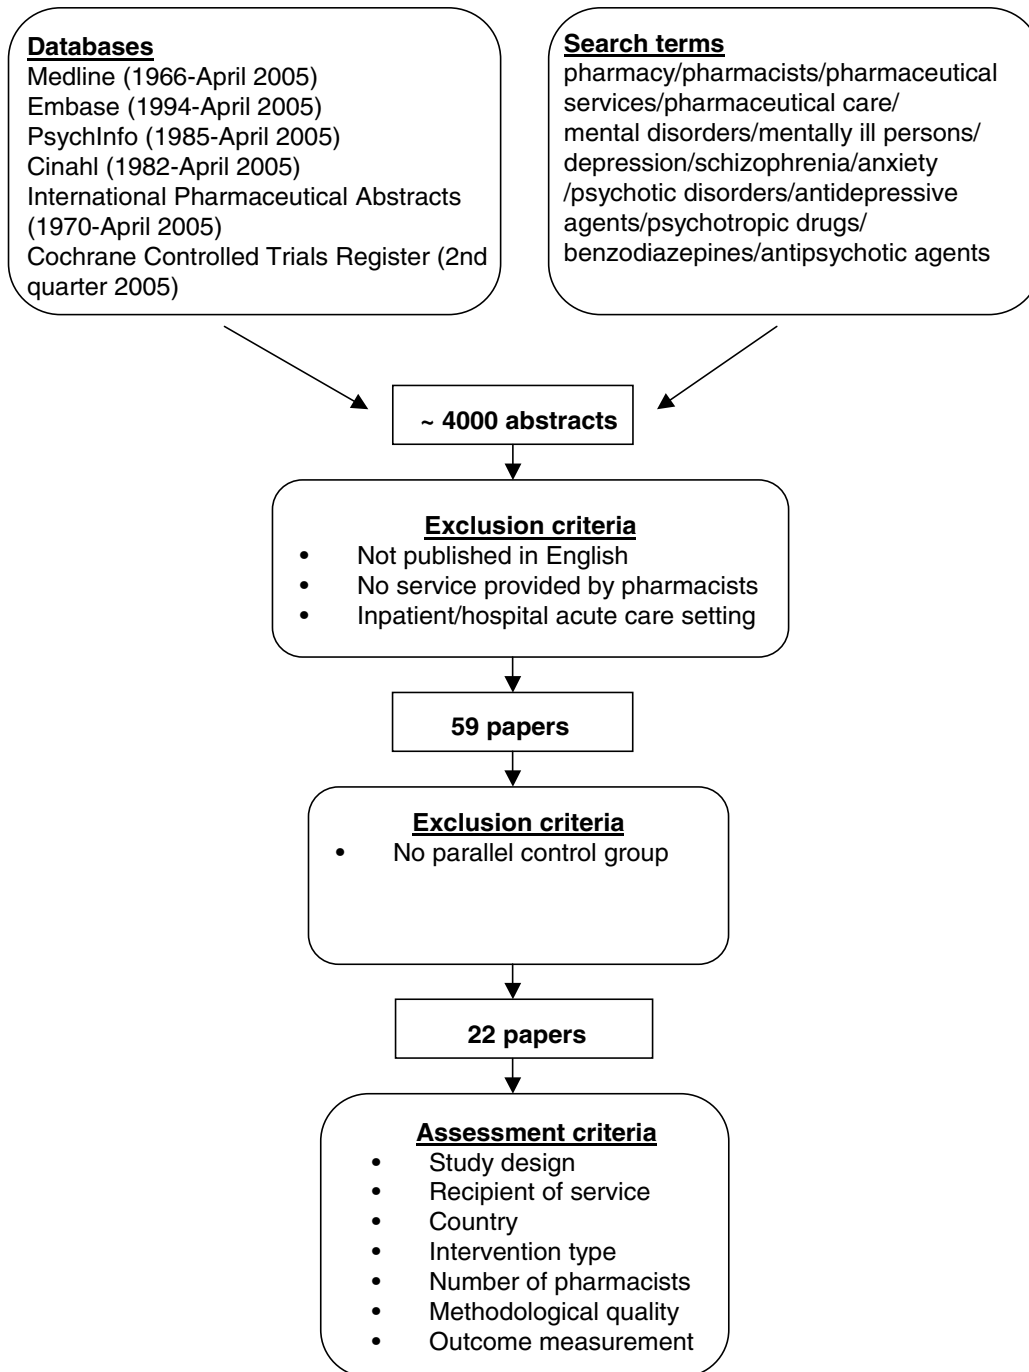 Databases
Medline (1966-April 2005)
Embase (1994-April 2005)
PsychInfo (1985-April 2005)
Cinahl (1982-April 2005)
International Pharmaceutical Abstracts
(1970-April 2005)
Cochrane Controlled Trials Register (2nd
quarter 2005)
Search terms
pharmacy/pharmacists/pharmaceutical
services/pharmaceutical care/
mental disorders/mentally ill persons/
depression/schizophrenia/anxiety
/psychotic disorders/antidepressive
agents/psychotropic drugs/
benzodiazepines/antipsychotic agents
~ 4000 abstracts
Exclusion criteria
• Not published in English
• No service provided by pharmacists
• Inpatient/hospital acute care setting
59 papers
Exclusion criteria
• No parallel control group
22 papers
Assessment criteria
• Study design
• Recipient of service
• Country
• Intervention type
• Number of pharmacists
• Methodological quality
• Outcome measurement